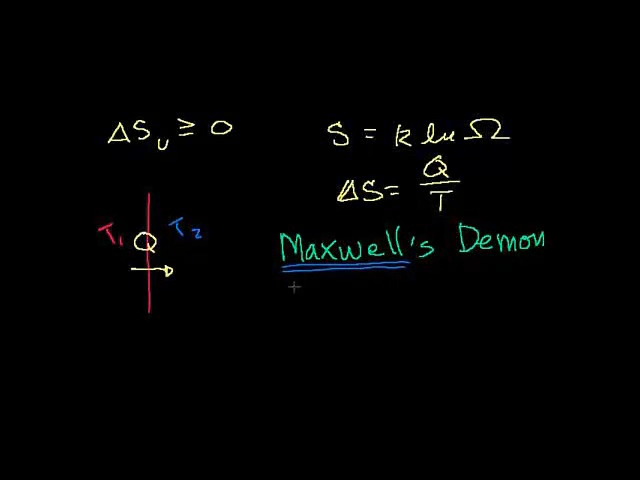 ΔS_U ≥ 0
S = k ln Ω
ΔS = Q/T
T₁ Q T₂
Maxwell's Demon